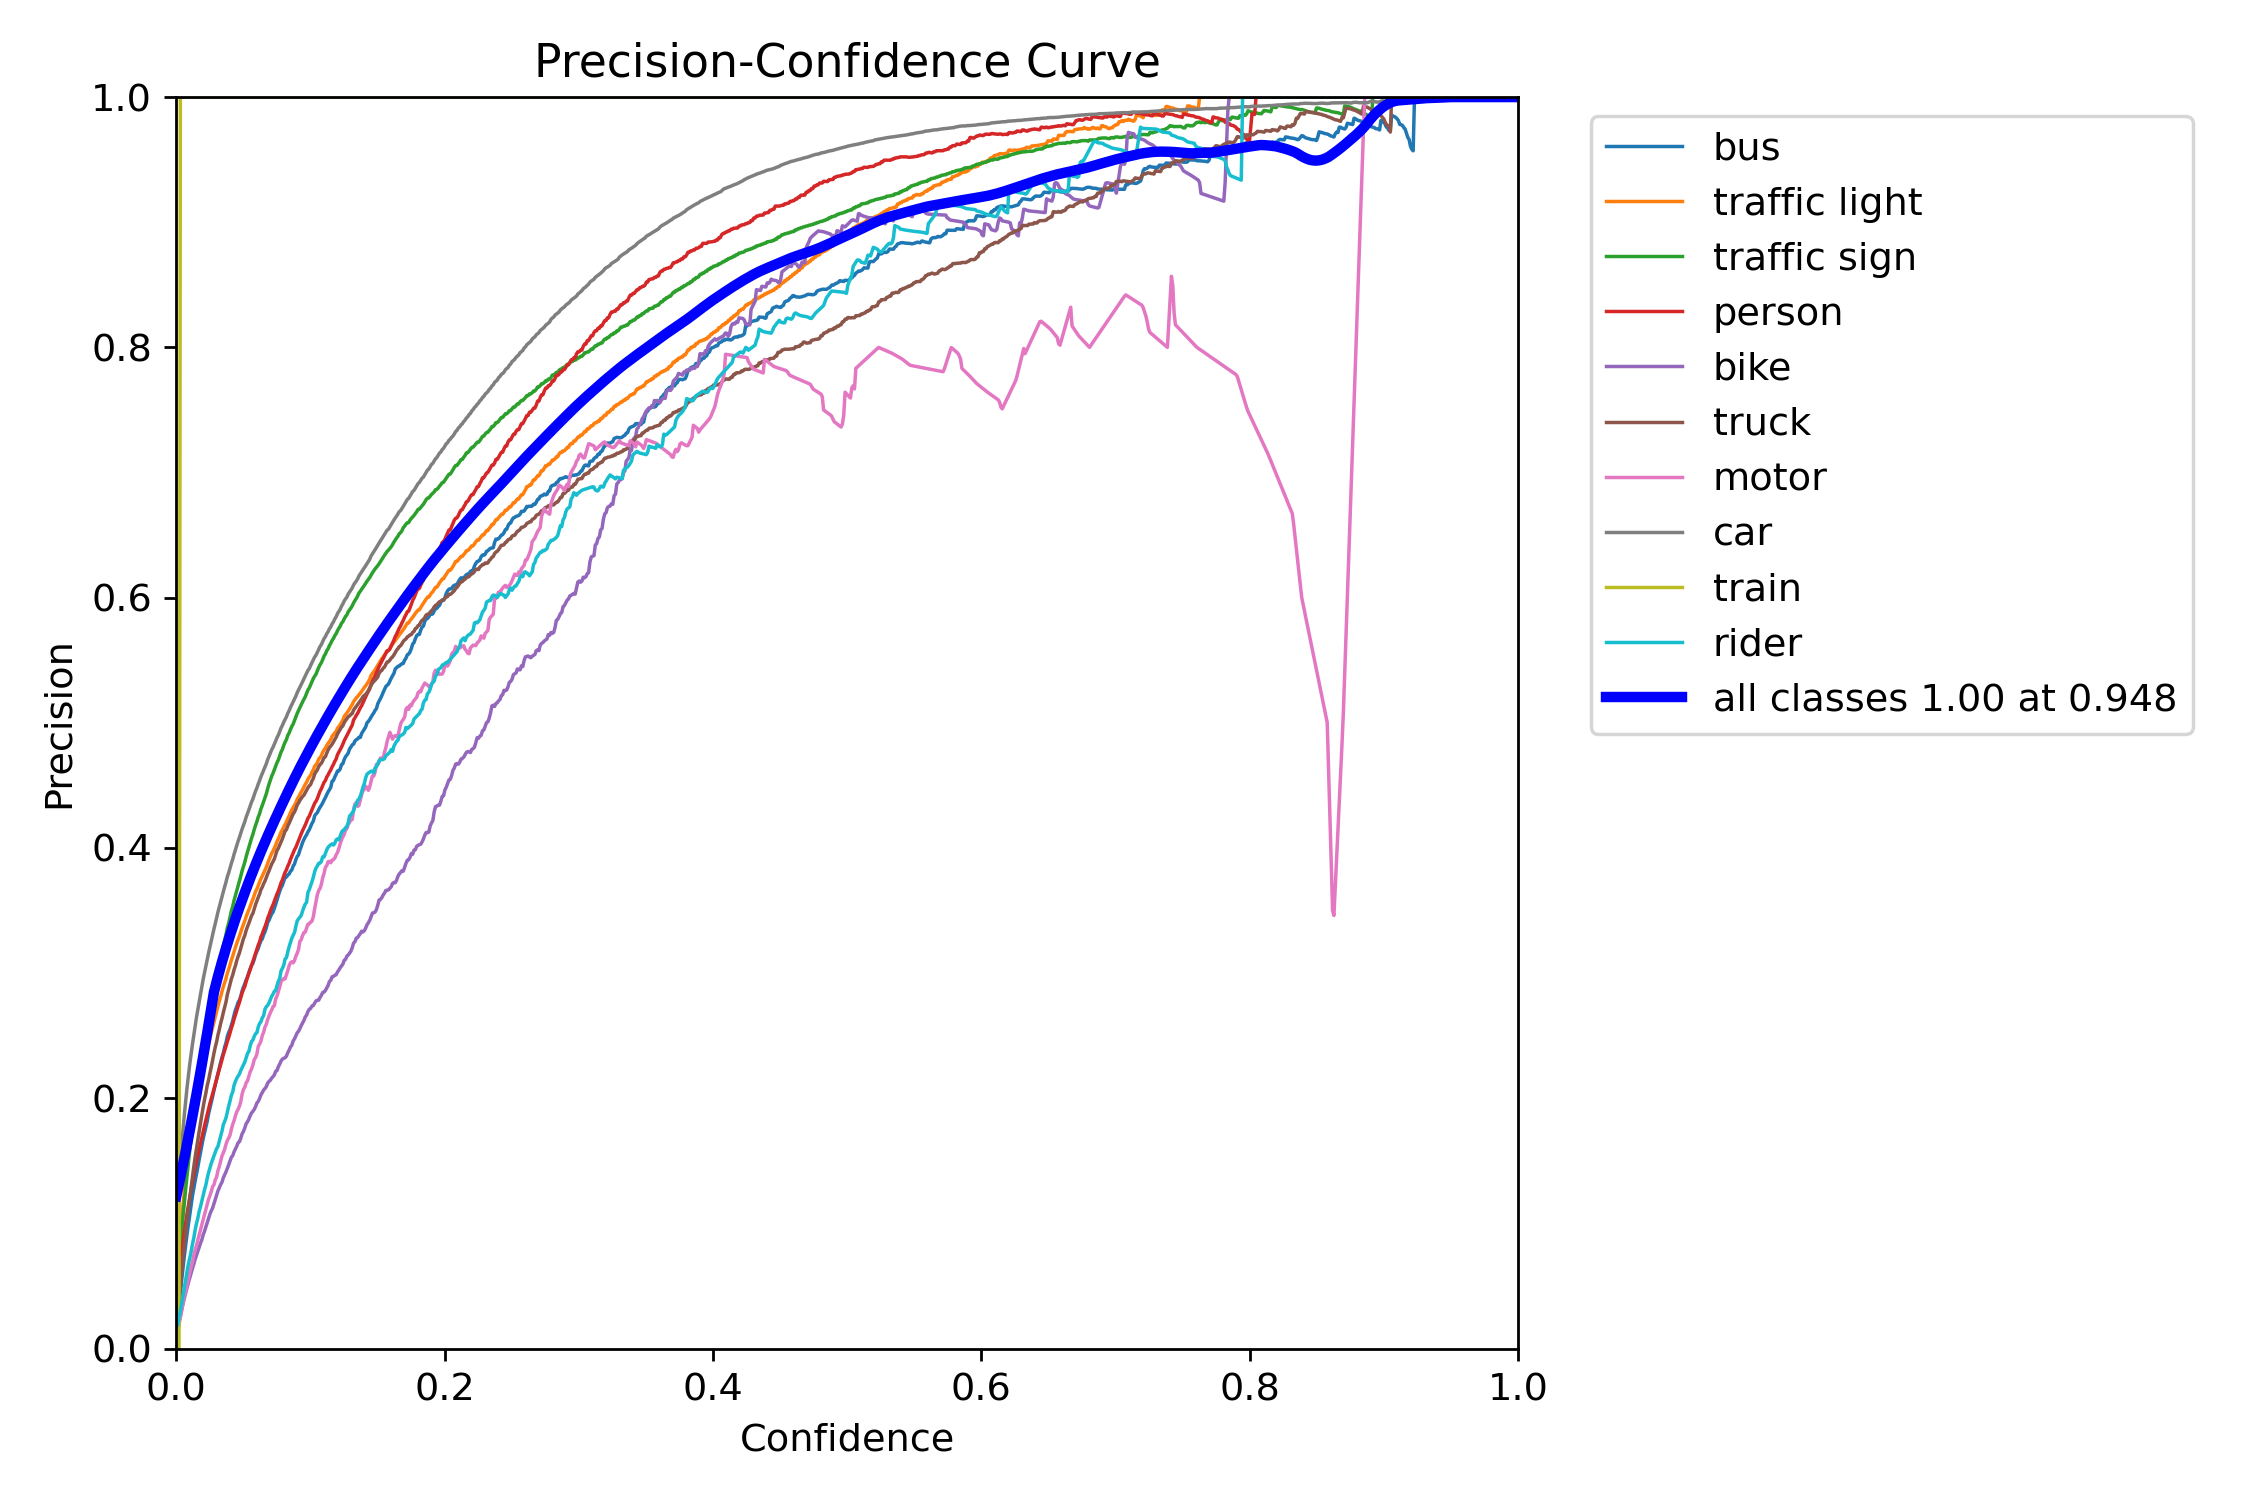 Precision-Confidence Curve
1.0
0.8
0.6
0.4
0.2
0.0
Precision
0.0 0.2 0.4 0.6 0.8 1.0
Confidence
bus
traffic light
traffic sign
person
bike
truck
motor
car
train
rider
all classes 1.00 at 0.948